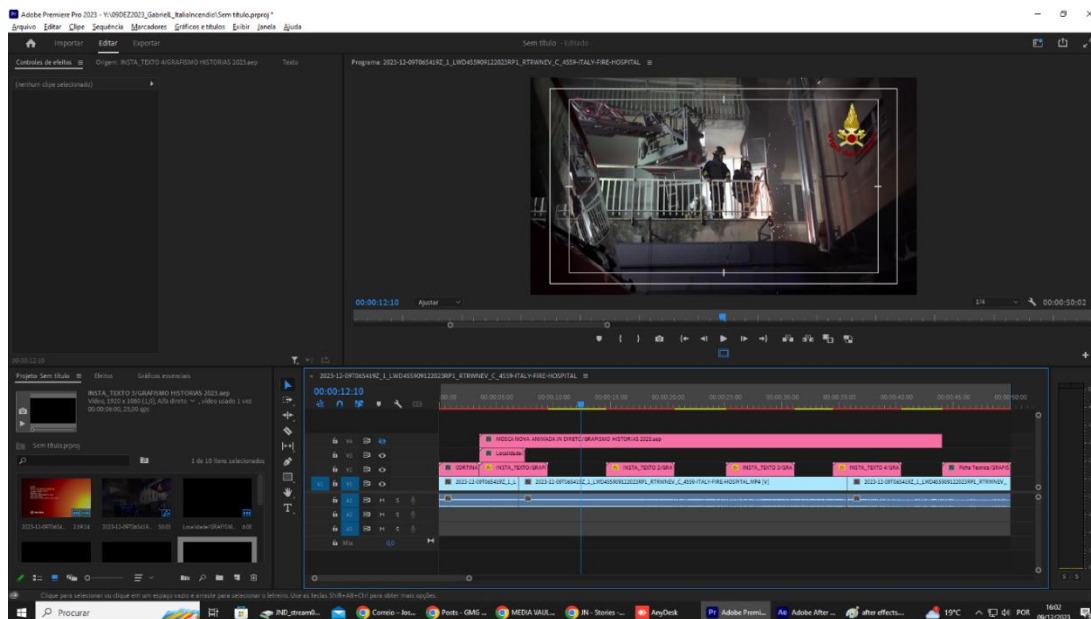 Adobe Premiere Pro 2023 - Y:\09DEZ2023_GabrielL_ItaliaIncendio\Sem título.prproj *
Arquivo Editar Clipe Sequência Marcadores Gráficos e títulos Exibir Janela Ajuda
Importar Editar Exportar
Sem título - Editado
Controles de efeitos Origem: INSTA_TEXTO 4/GRAFISMO HISTORIAS 2023.aep Texto
Programa: 2023-12-09T065419Z_1_LWD455909122023RP1_RTRWNEV_C_4559-ITALY-FIRE-HOSPITAL
(nenhum clipe selecionado)
00:00:12:10 Ajustar 1/4 00:00:50:02
00:00:12:10
Projeto: Sem título Efeitos Gráficos essenciais
INSTA_TEXTO 3/GRAFISMO HISTORIAS 2023.aep
Vídeo, 1920 x 1080 (1,0), Alfa direto, vídeo usado 1 vez
00:00:06:00, 25,00 qps
Sem título.prproj
1 de 10 itens selecionados
2023-12-09T065419Z_1_LWD455909122023RP1_RTRWNEV_C_4559-ITALY-FIRE-HOSPITAL
00:00:12:10
00:00 00:00:05:00 00:00:10:00 00:00:15:00 00:00:20:00 00:00:25:00 00:00:30:00 00:00:35:00 00:00:40:00 00:00:45:00 00:00:50:00
V4 MOSCA NOVA ANIMADA JN DIRETO/GRAFISMO HISTORIAS 2023.aep
V3 Localidade/
V2 CORTINA INSTA_TEXTO/GRAF INSTA_TEXTO 2/GRA INSTA_TEXTO 3/GRA INSTA_TEXTO 4/GRA Ficha Tecnica/GRAFIS
V1 V1 2023-12-09T065419Z_1_L 2023-12-09T065419Z_1_LWD455909122023RP1_RTRWNEV_C_4559-ITALY-FIRE-HOSPITAL.MP4 [V] 2023-12-09T065419Z_1_LWD455909122023RP1_RTRWNEV_
A1 M S
A2 M S
A3 M S
Mix 0,0
2023-12-09T0654... 2023-12-09T065419... 50:02 Localidade/GRAFISM... 6:00
S S
Clique para selecionar ou clique em um espaço vazio e arraste para selecionar o letreiro. Use as teclas Shift+Alt+Ctrl para obter mais opções.
Procurar JND_stream0... Correio - Jos... Posts - GMG ... MEDIA VAUL... JN - Stories -... AnyDesk Adobe Premi... Adobe After ... after effects... 19°C POR 16:02
09/12/2023